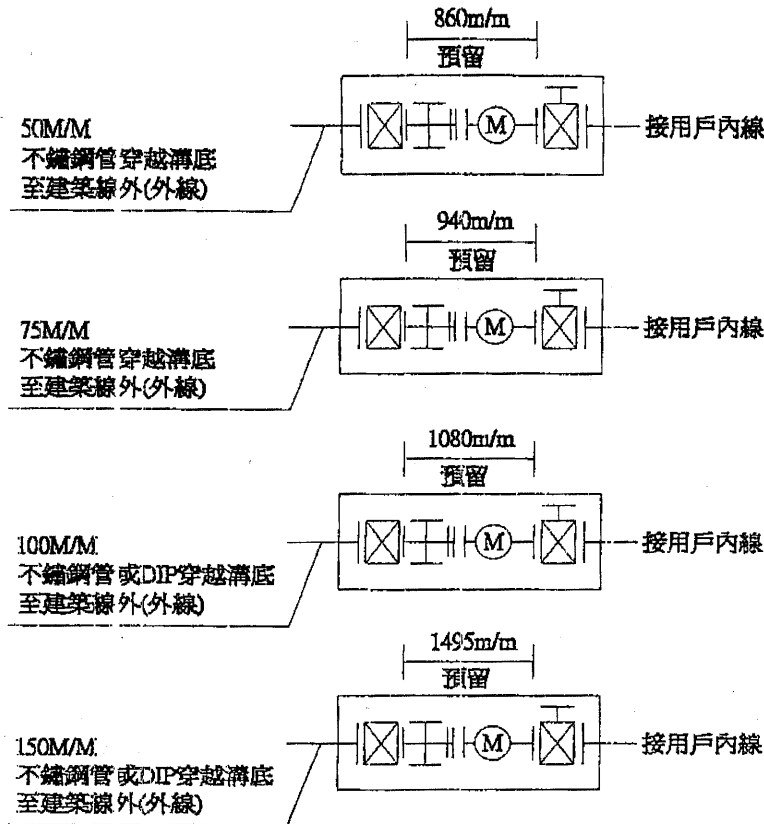 860m/m
預留
M
50M/M
不鏽鋼管穿越溝底
至建築線外(外線)
接用戶內線
940m/m
預留
M
75M/M
不鏽鋼管穿越溝底
至建築線外(外線)
接用戶內線
1080m/m
預留
M
100M/M
不鏽鋼管或DIP穿越溝底
至建築線外(外線)
接用戶內線
1495m/m
預留
M
150M/M
不鏽鋼管或DIP穿越溝底
至建築線外(外線)
接用戶內線